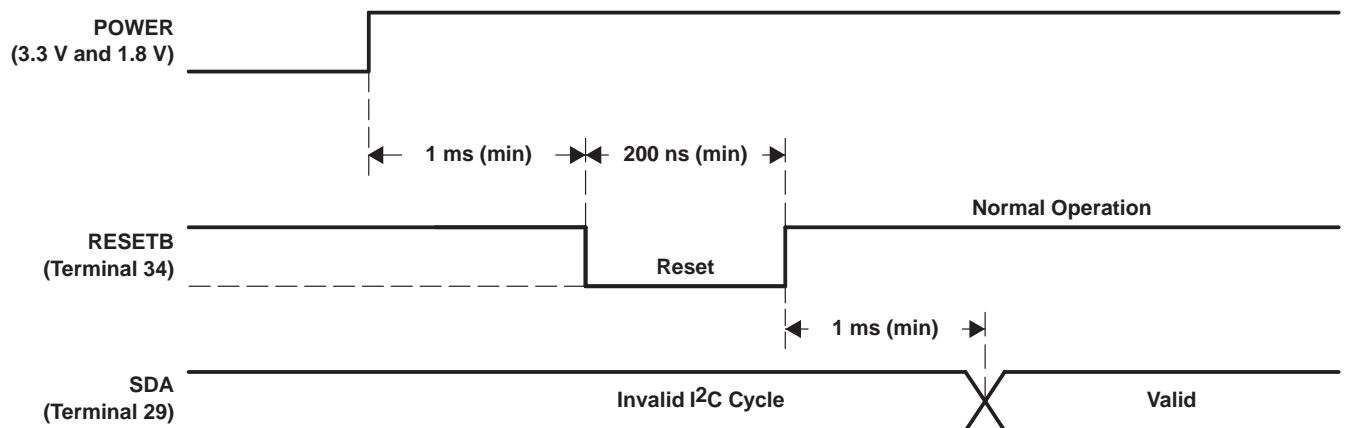 POWER
(3.3 V and 1.8 V)
1 ms (min)
200 ns (min)
Normal Operation
RESETB
(Terminal 34)
Reset
1 ms (min)
SDA
(Terminal 29)
Invalid I²C Cycle
Valid